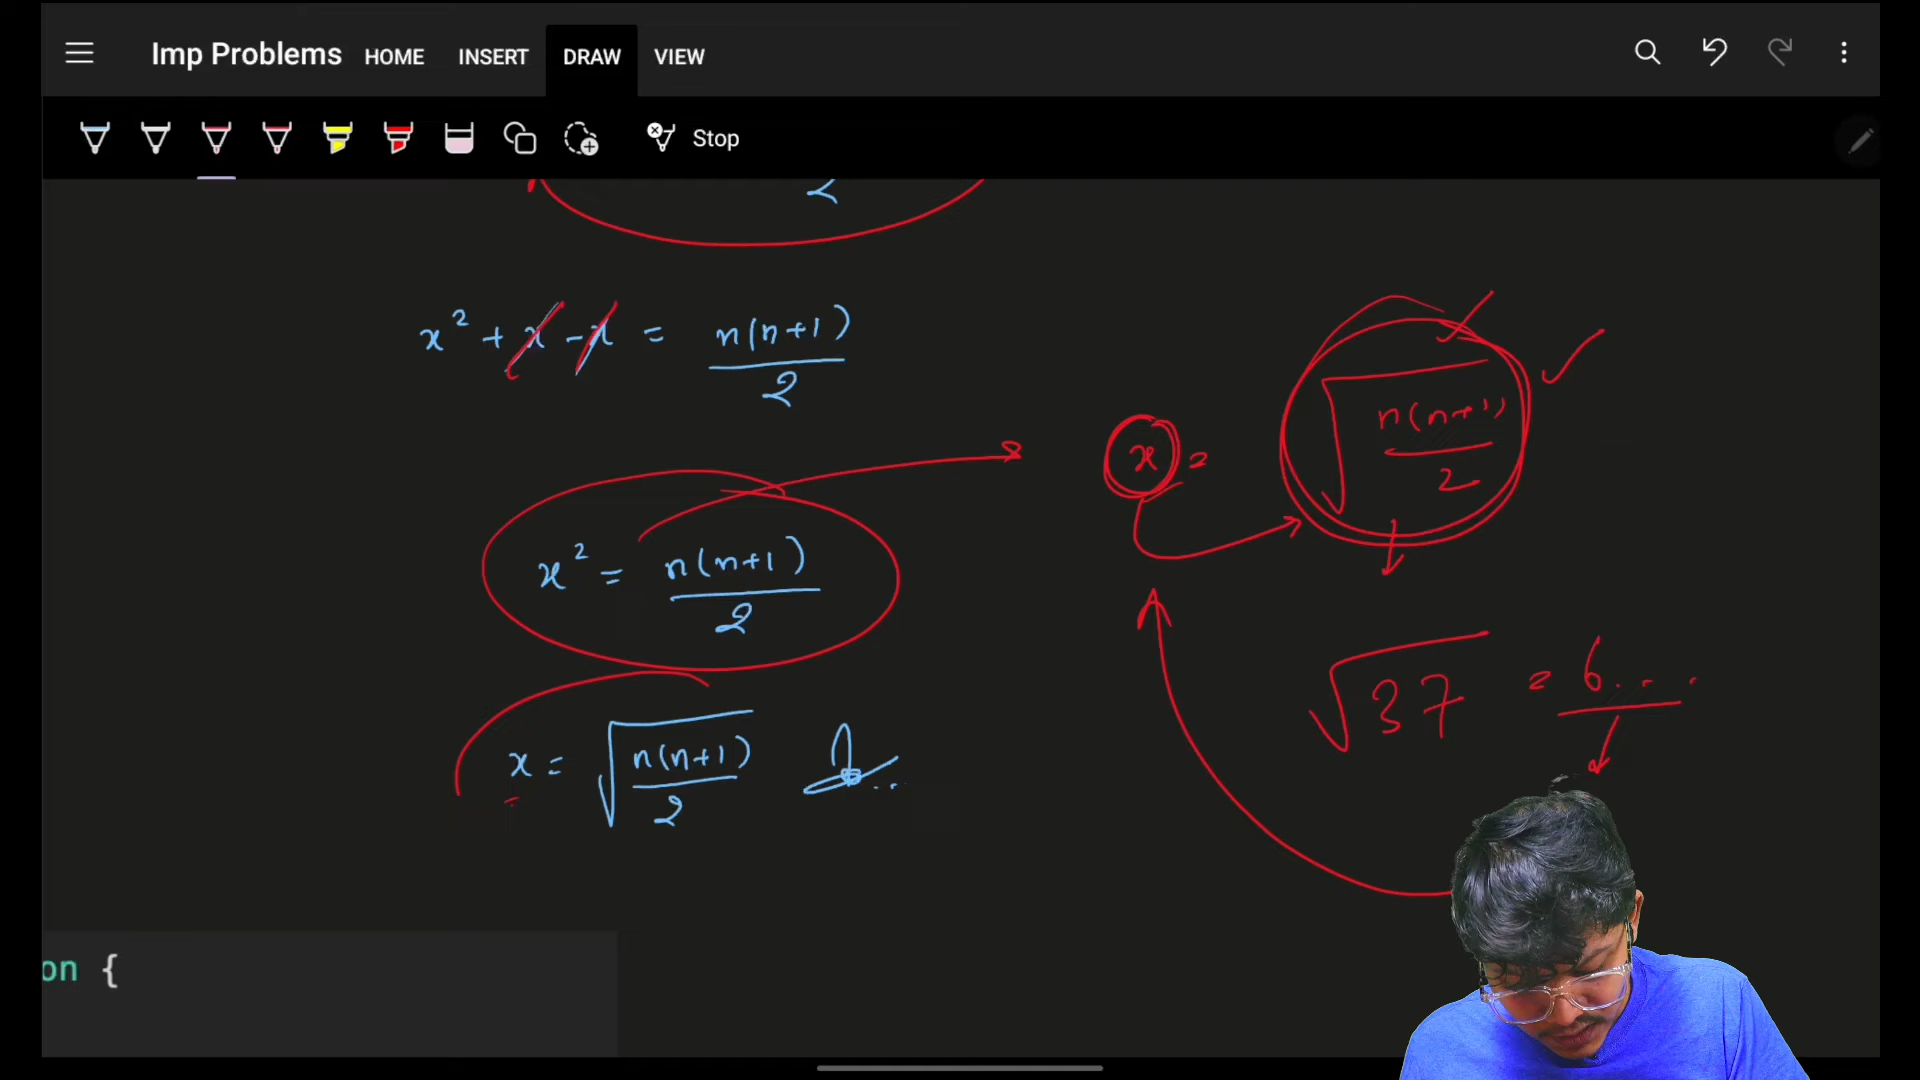 Imp Problems HOME INSERT DRAW VIEW
Stop
2
x² + x - x = n(n+1)/2
x = √(n(n+1)/2)
x² = n(n+1)/2
√37 = 6....
x = √(n(n+1)/2)
on {